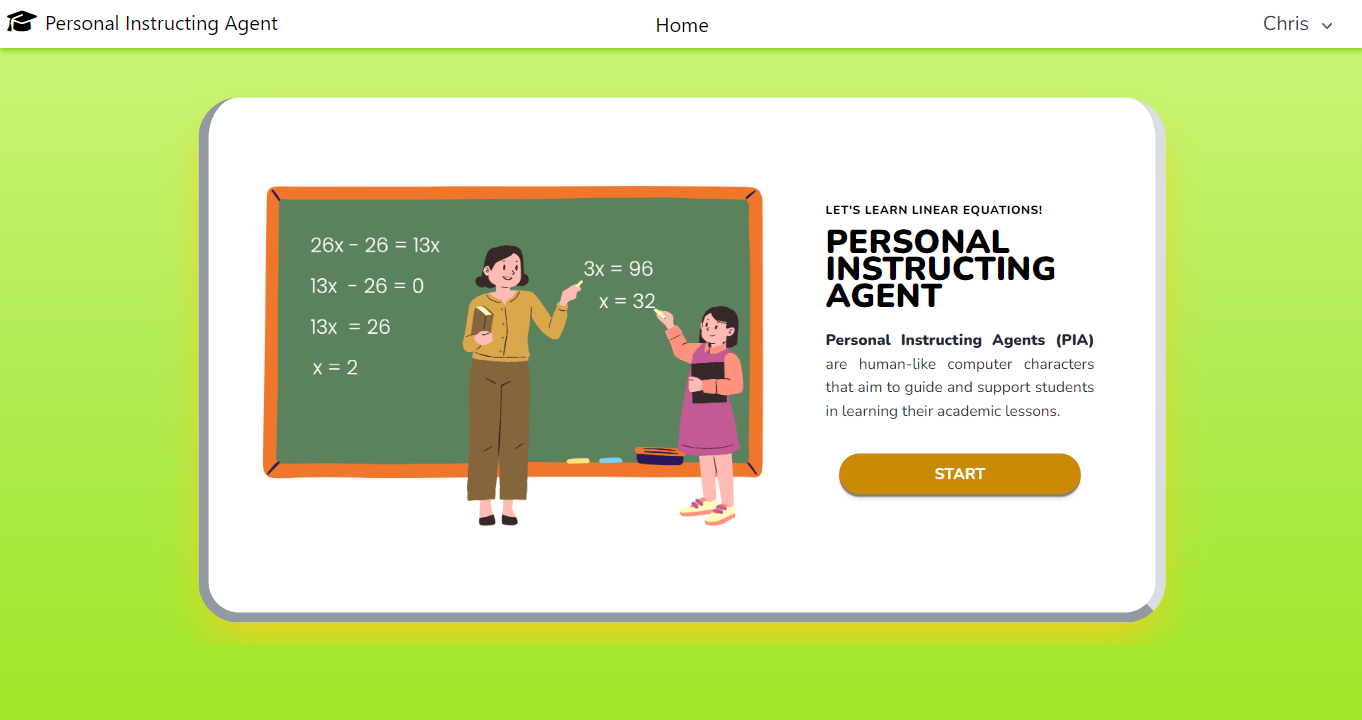 Personal Instructing Agent
Home
Chris
26x - 26 = 13x
13x - 26 = 0
13x = 26
x = 2
3x = 96
x = 32
LET'S LEARN LINEAR EQUATIONS!
PERSONAL
INSTRUCTING
AGENT
Personal Instructing Agents (PIA)
are human-like computer characters
that aim to guide and support students
in learning their academic lessons.
START